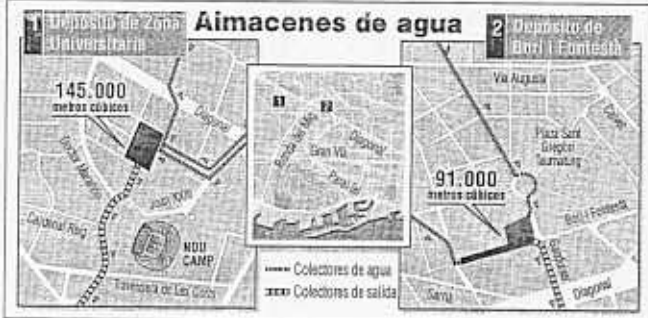 Almacenes de agua
1 Depósito de Zona
Universitaria
145.000
metros cúbicos
Diagonal
Doctor Marañón
Juan XXIII
Cardenal Reig
NOU
CAMP
Travessera de Les Corts
1
2
Ronda del Mig
Diagonal
Gran Vía
Paral·lel
Colectores de agua
Colectores de salida
2 Depósito de
Bori i Fontestà
Via Augusta
Calvet
Plaza Sant
Gregori
Taumaturg
91.000
metros cúbicos
Bori i Fontestà
Ganduxer
Sarrià
Diagonal